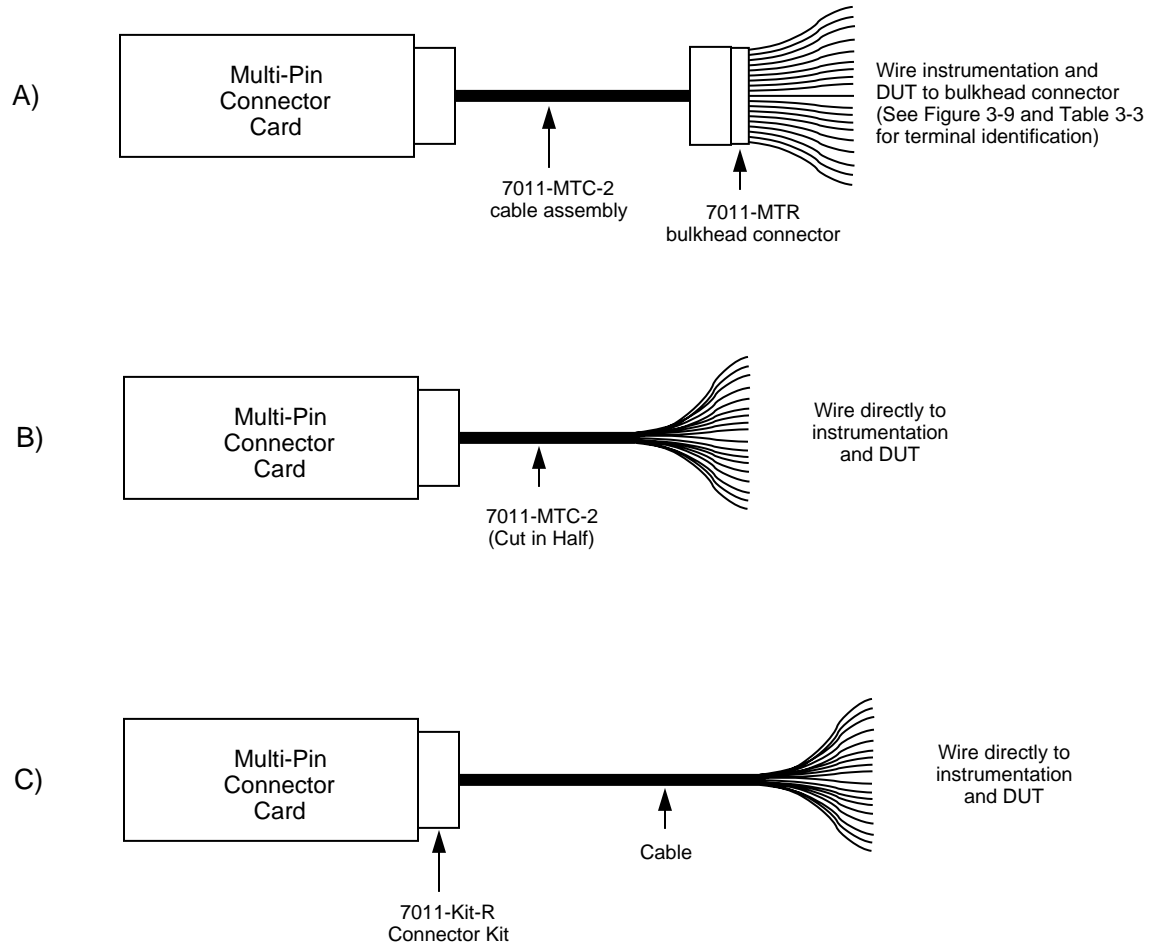 A)
Multi-Pin
Connector
Card
7011-MTC-2
cable assembly
7011-MTR
bulkhead connector
Wire instrumentation and
DUT to bulkhead connector
(See Figure 3-9 and Table 3-3
for terminal identification)
B)
Multi-Pin
Connector
Card
7011-MTC-2
(Cut in Half)
Wire directly to
instrumentation
and DUT
C)
Multi-Pin
Connector
Card
7011-Kit-R
Connector Kit
Cable
Wire directly to
instrumentation
and DUT